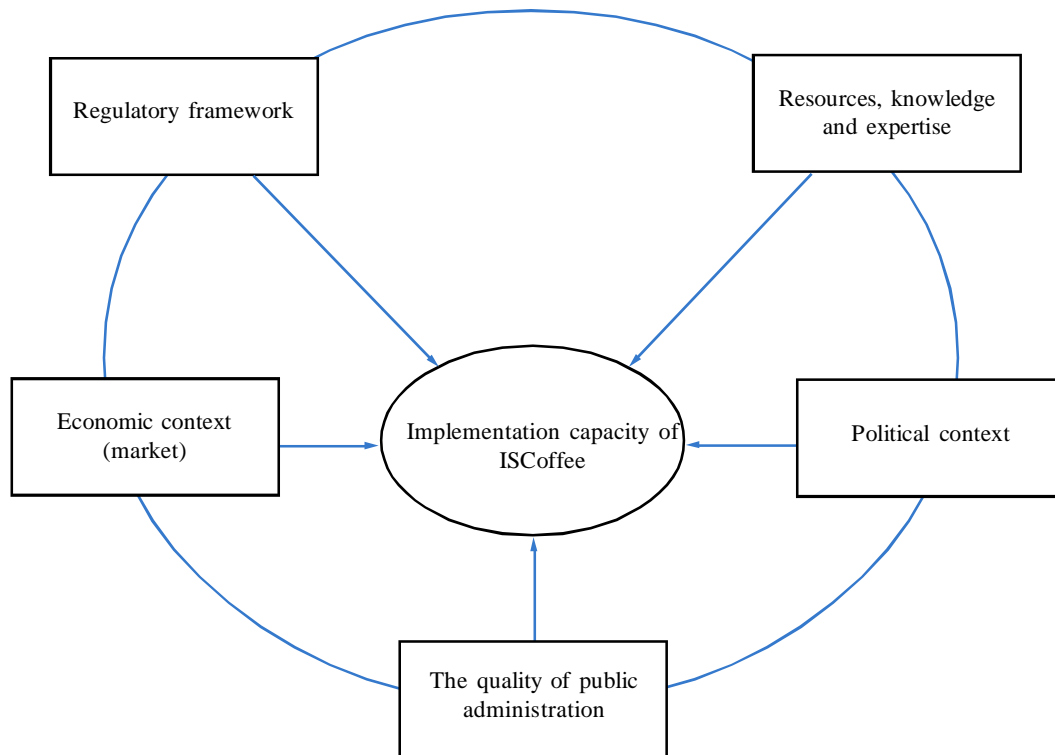 Regulatory framework
Resources, knowledge
and expertise
Economic context
(market)
Implementation capacity of
ISCoffee
Political context
The quality of public
administration